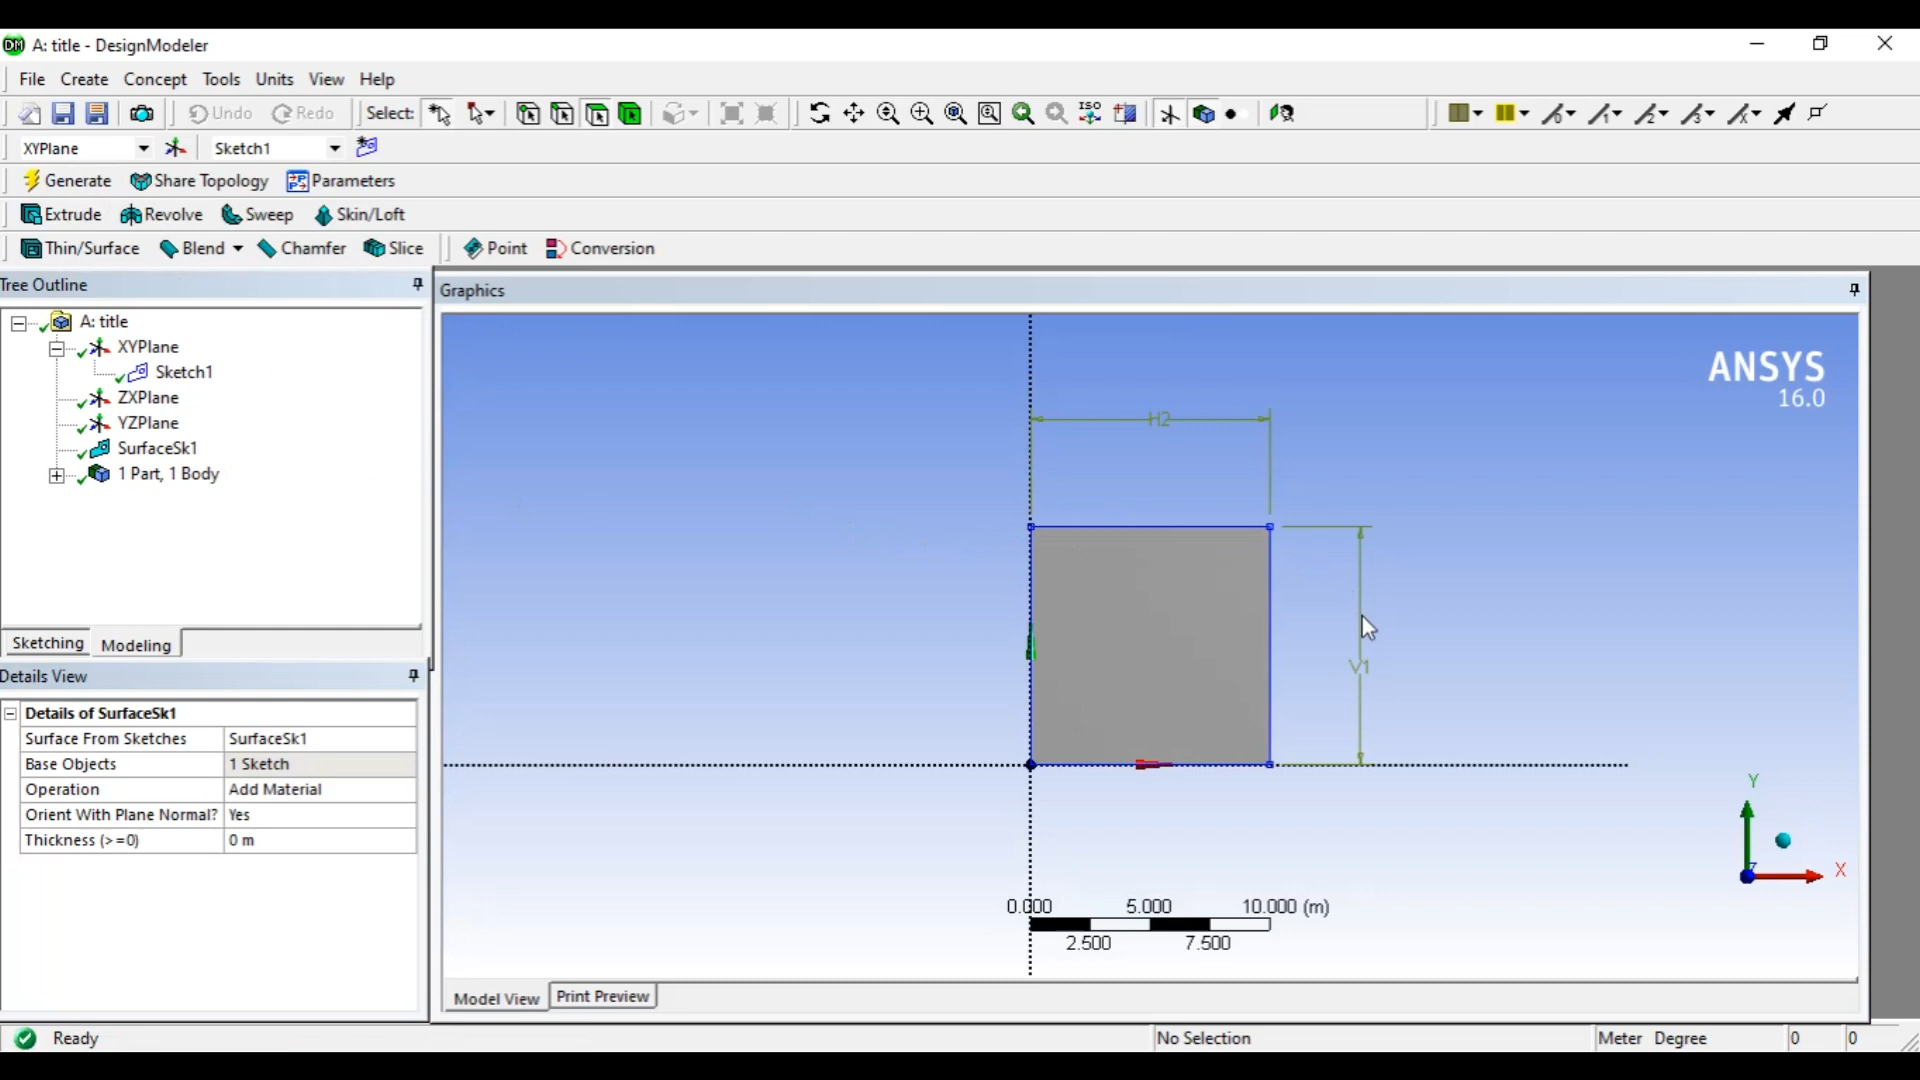 DM A: title - DesignModeler
File Create Concept Tools Units View Help
Undo Redo Select: ISO
XYPlane Sketch1
Generate Share Topology Parameters
Extrude Revolve Sweep Skin/Loft
Thin/Surface Blend Chamfer Slice Point Conversion
Tree Outline
A: title
XYPlane
Sketch1
ZXPlane
YZPlane
SurfaceSk1
1 Part, 1 Body
Sketching Modeling
Details View
Details of SurfaceSk1
Surface From Sketches SurfaceSk1
Base Objects 1 Sketch
Operation Add Material
Orient With Plane Normal? Yes
Thickness (>=0) 0 m
Graphics
ANSYS
16.0
H2
V1
Y
Z X
0.000 5.000 10.000 (m)
2.500 7.500
Model View Print Preview
Ready No Selection Meter Degree 0 0